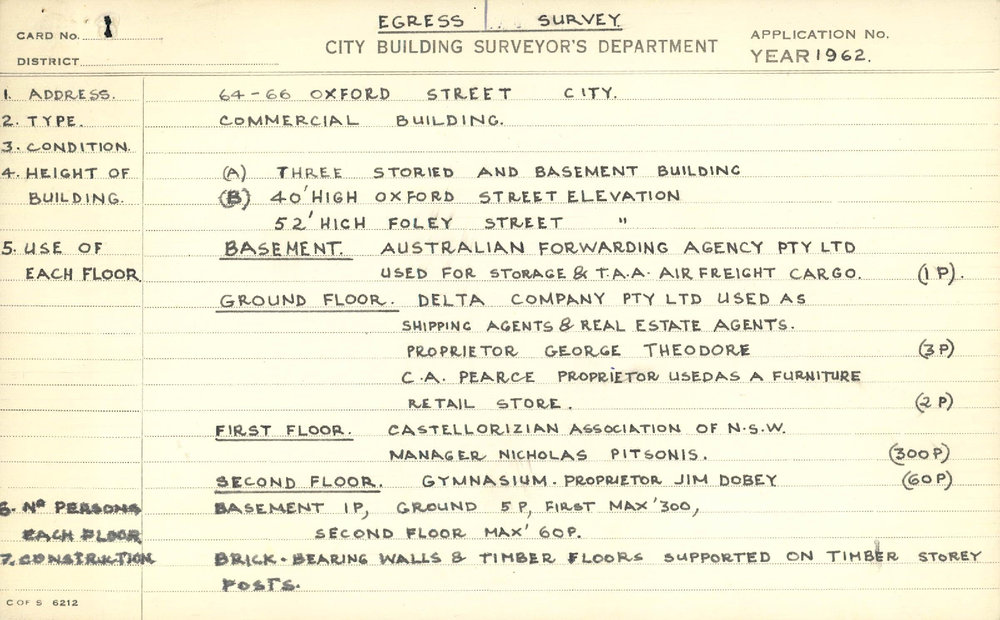 EGRESS SURVEY
CARD No. 1
CITY BUILDING SURVEYOR'S DEPARTMENT
APPLICATION No.
DISTRICT
YEAR 1962.
1. ADDRESS. 64-66 OXFORD STREET CITY.
2. TYPE. COMMERCIAL BUILDING.
3. CONDITION.
4. HEIGHT OF (A) THREE STORIED AND BASEMENT BUILDING
BUILDING. (B) 40' HIGH OXFORD STREET ELEVATION
52' HIGH FOLEY STREET "
5. USE OF BASEMENT. AUSTRALIAN FORWARDING AGENCY PTY LTD
EACH FLOOR USED FOR STORAGE & T.A.A. AIR FREIGHT CARGO. (1 P).
GROUND FLOOR. DELTA COMPANY PTY LTD USED AS
SHIPPING AGENTS & REAL ESTATE AGENTS.
PROPRIETOR GEORGE THEODORE (3P)
C.A. PEARCE PROPRIETOR USED AS A FURNITURE
RETAIL STORE. (2 P)
FIRST FLOOR. CASTELLORIZIAN ASSOCIATION OF N.S.W.
MANAGER NICHOLAS PITSONIS. (300P)
SECOND FLOOR. GYMNASIUM. PROPRIETOR JIM DOBEY (60P)
6. Nº PERSONS BASEMENT 1P, GROUND 5P, FIRST MAX' 300,
EACH FLOOR SECOND FLOOR MAX' 60P.
7. CONSTRUCTION BRICK-BEARING WALLS & TIMBER FLOORS SUPPORTED ON TIMBER STOREY
POSTS.
C OF S 6212